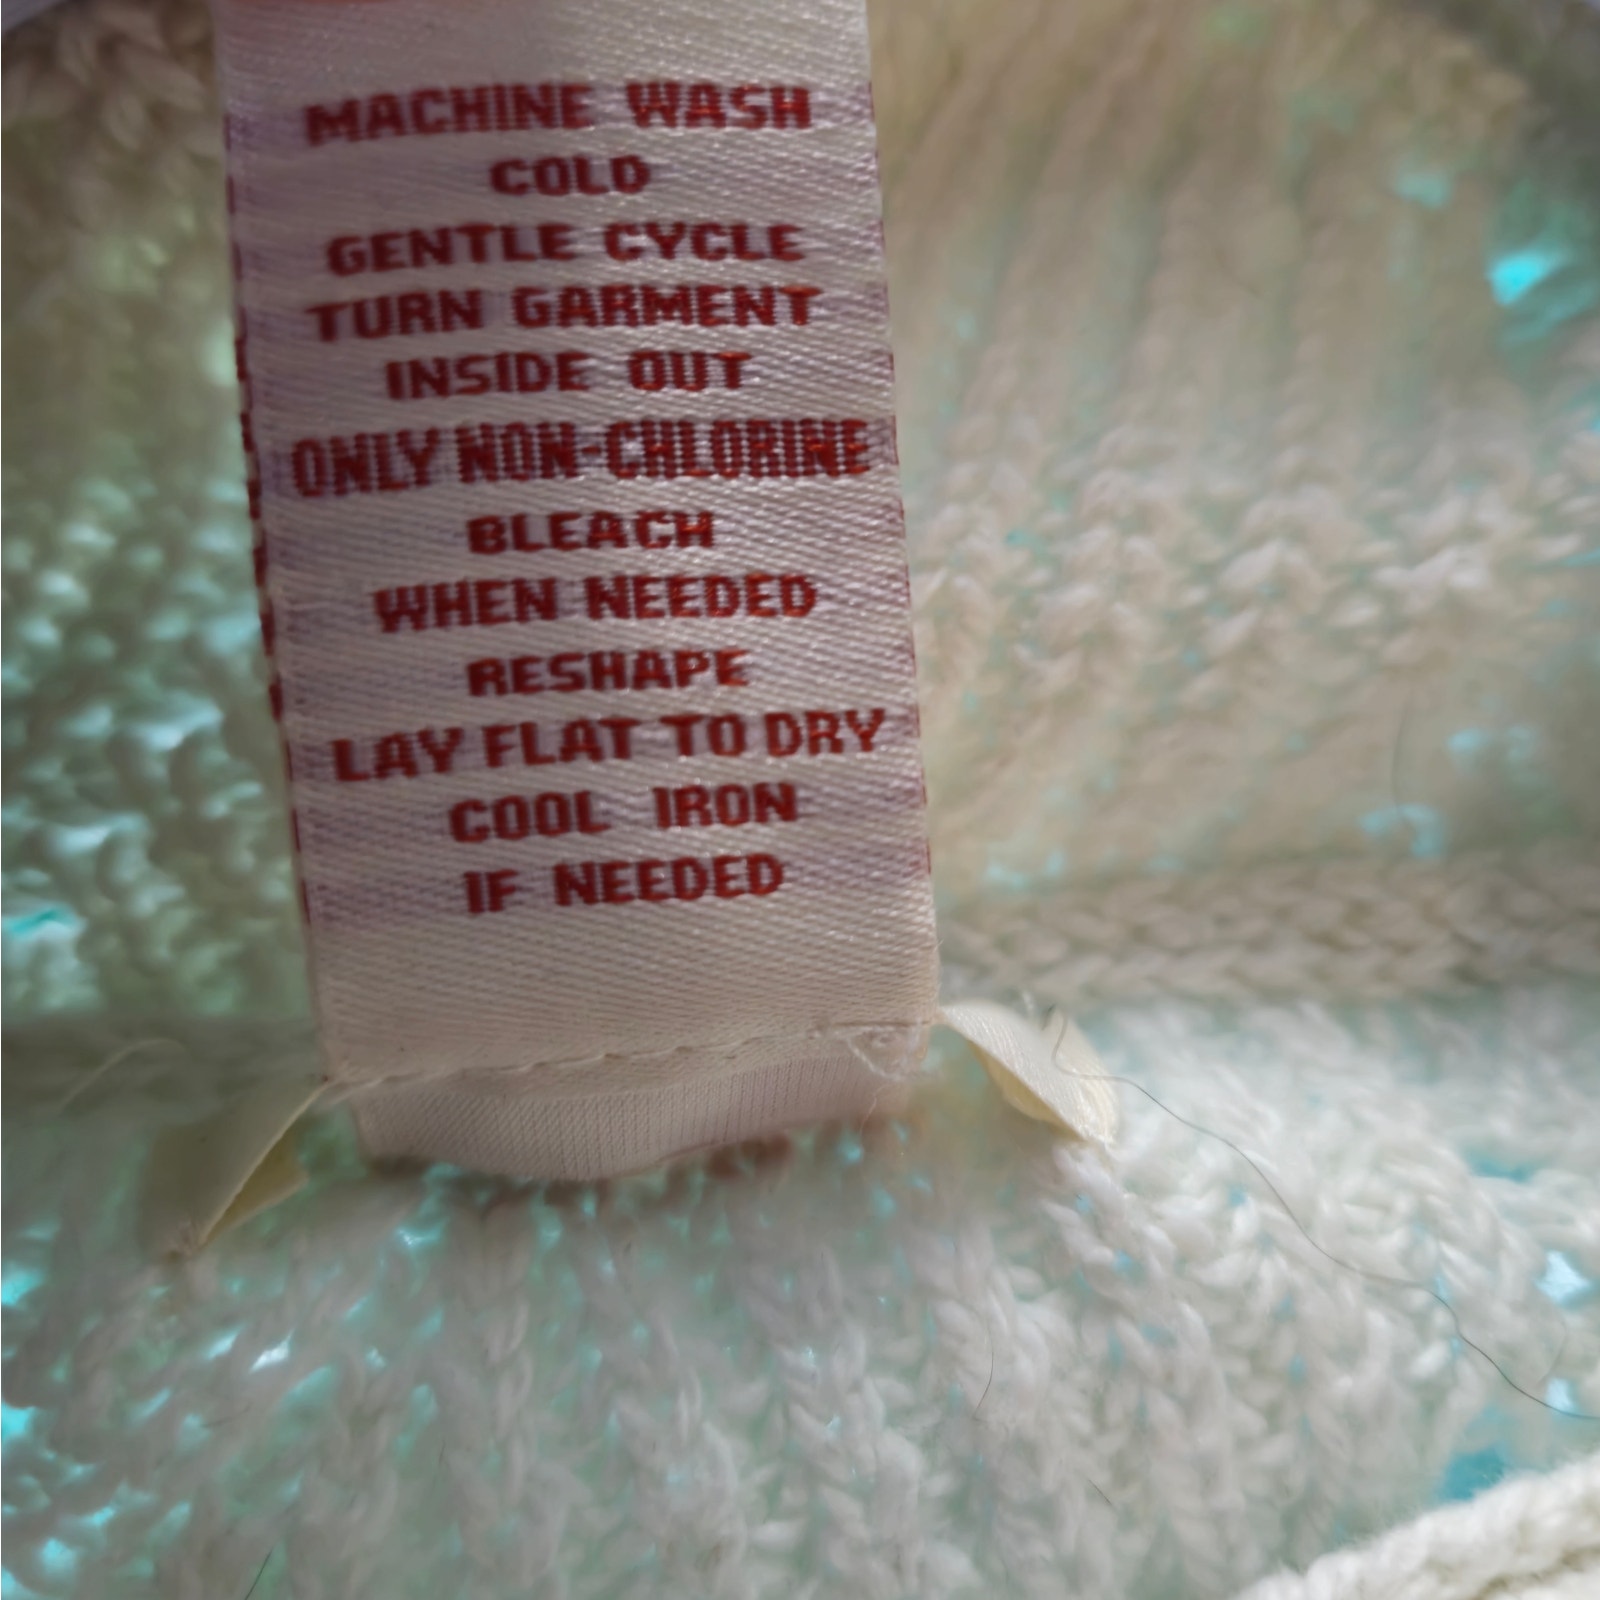 MACHINE WASH
COLD
GENTLE CYCLE
TURN GARMENT
INSIDE OUT
ONLY NON-CHLORINE
BLEACH
WHEN NEEDED
RESHAPE
LAY FLAT TO DRY
COOL IRON
IF NEEDED